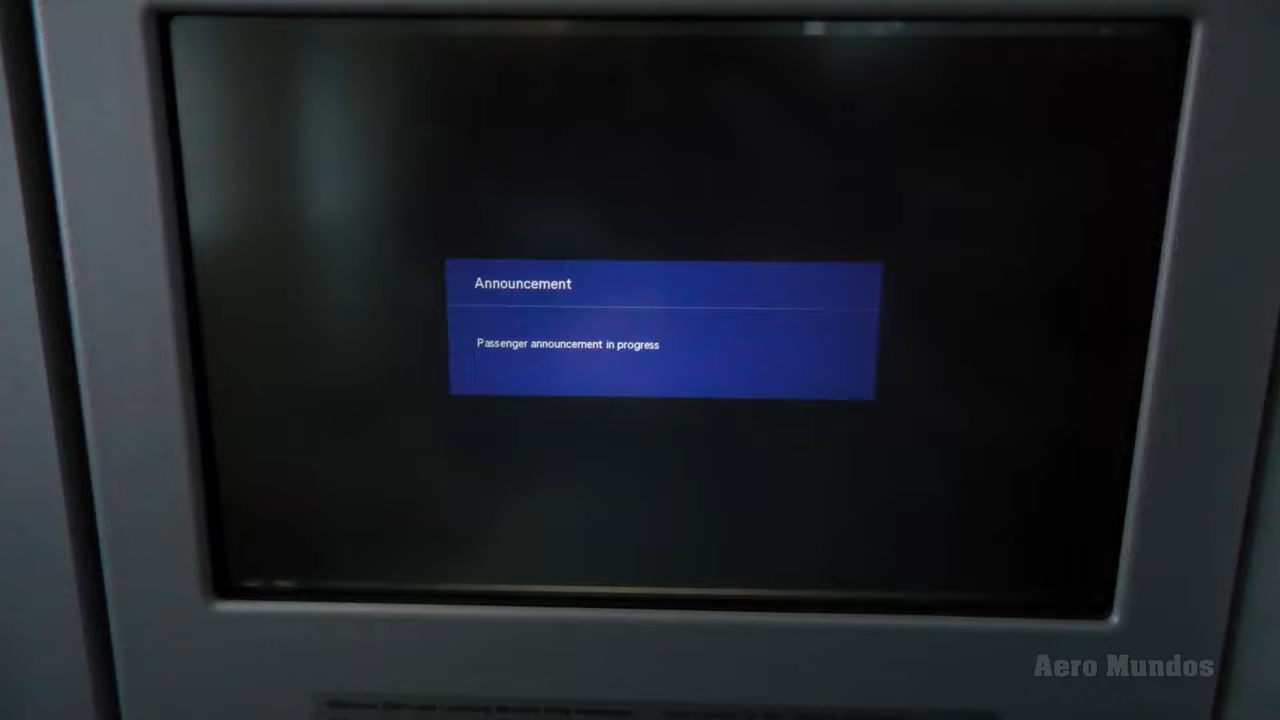 Announcement
Passenger announcement in progress
Aero Mundos